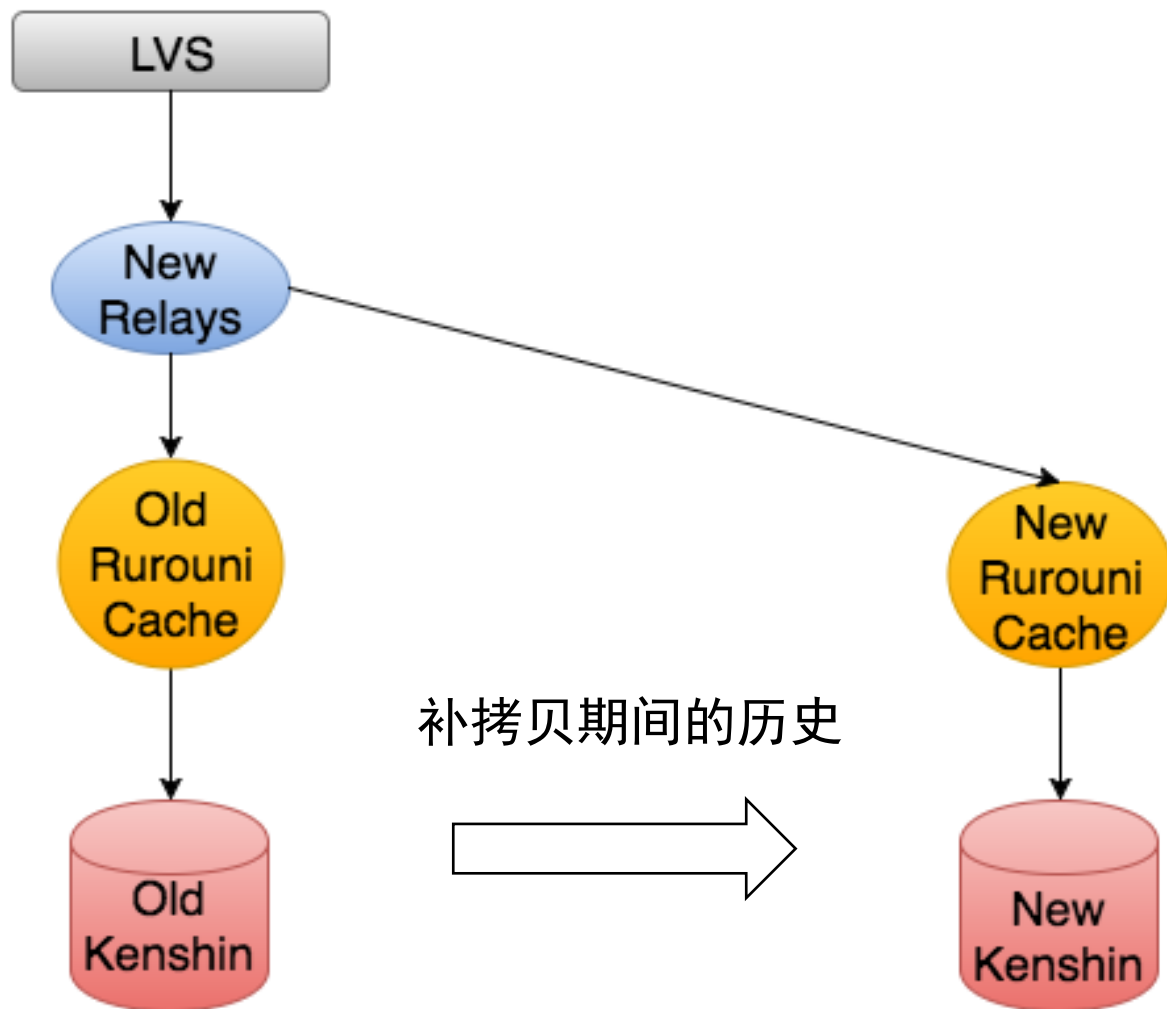 LVS
New
Relays
Old
Rurouni
Cache
New
Rurouni
Cache
补拷贝期间的历史
Old
Kenshin
New
Kenshin